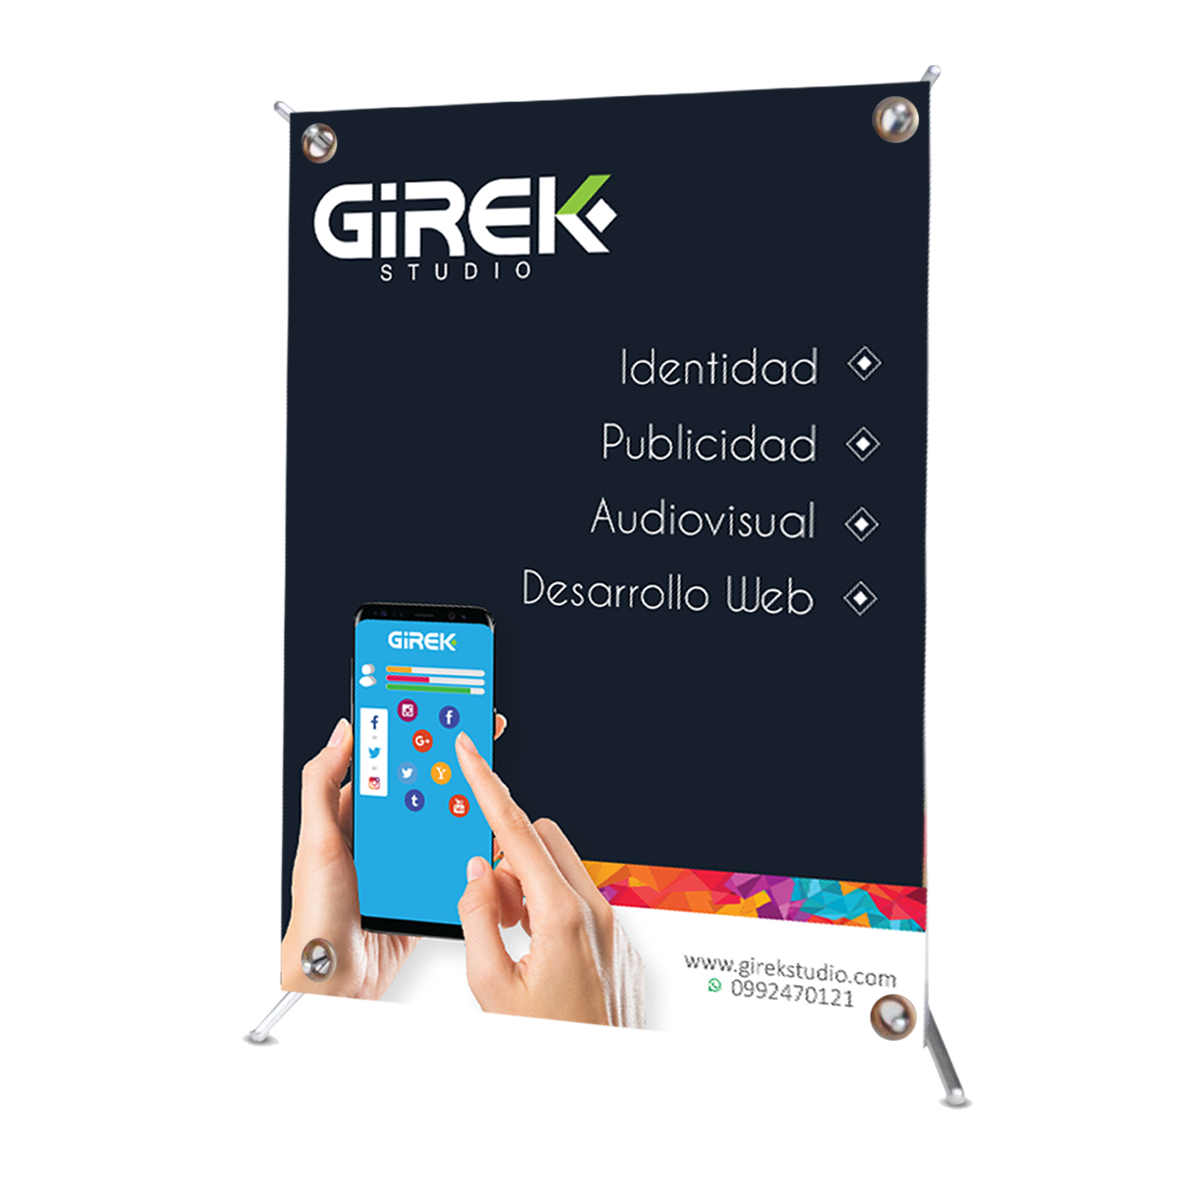 GiREK
STUDIO
Identidad
Publicidad
Audiovisual
Desarrollo Web
GiREK
f
G+
Y
t
f
www.girekstudio.com
0992470121